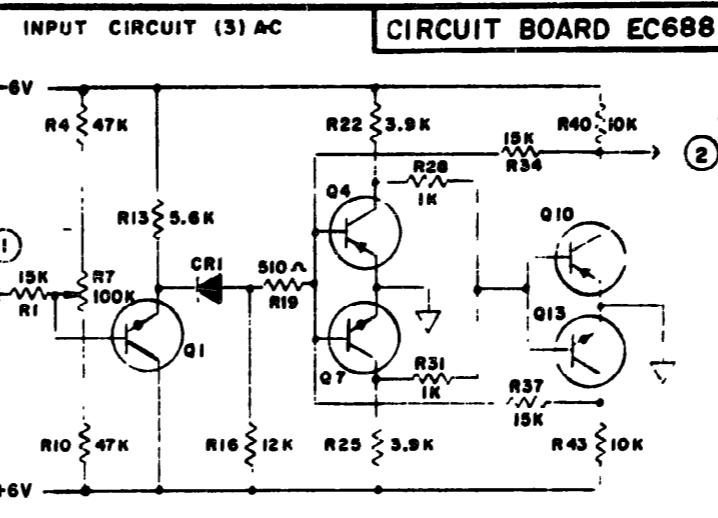 INPUT CIRCUIT (3) AC
CIRCUIT BOARD EC688
-6V
R4 47K
R22 3.9K
R40 10K
15K
R34
2
R28
1K
Q4
Q10
R13 5.6K
1
CR1
510Ω
R19
15K
R1
R7
100K
Q13
Q1
Q7
R31
1K
R37
15K
R10 47K
R16 12K
R25 3.9K
R43 10K
+6V